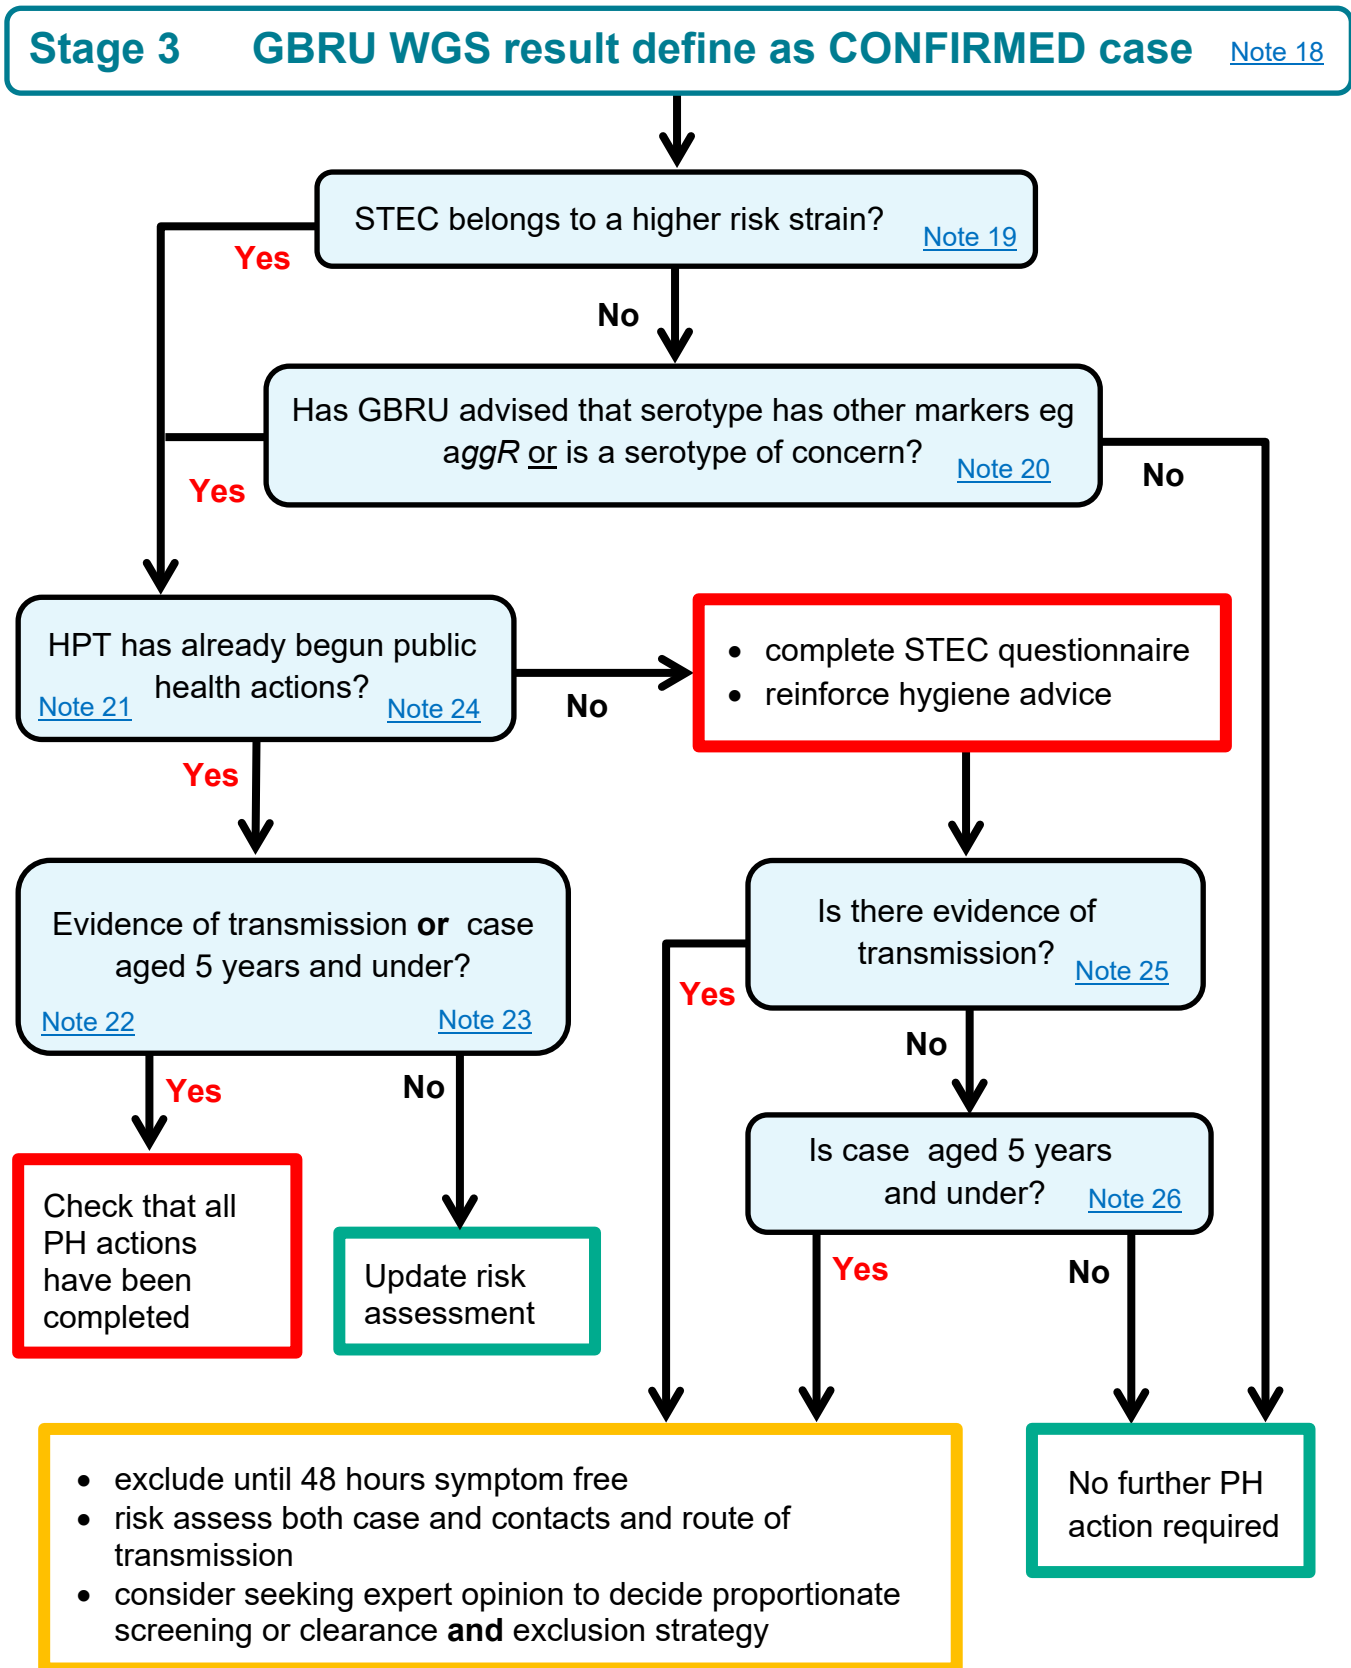 Stage 3 GBRU WGS result define as CONFIRMED case Note 18
STEC belongs to a higher risk strain?
Note 19
Yes
No
Has GBRU advised that serotype has other markers eg
aggR or is a serotype of concern?
Note 20
Yes
No
HPT has already begun public
health actions?
Note 21
Note 24
No
Yes
• complete STEC questionnaire
• reinforce hygiene advice
Evidence of transmission or case
aged 5 years and under?
Note 22
Note 23
Yes
No
Is there evidence of
transmission?
Note 25
Yes
No
Is case aged 5 years
and under?
Note 26
Yes
No
Check that all
PH actions
have been
completed
Update risk
assessment
• exclude until 48 hours symptom free
• risk assess both case and contacts and route of
transmission
• consider seeking expert opinion to decide proportionate
screening or clearance and exclusion strategy
No further PH
action required